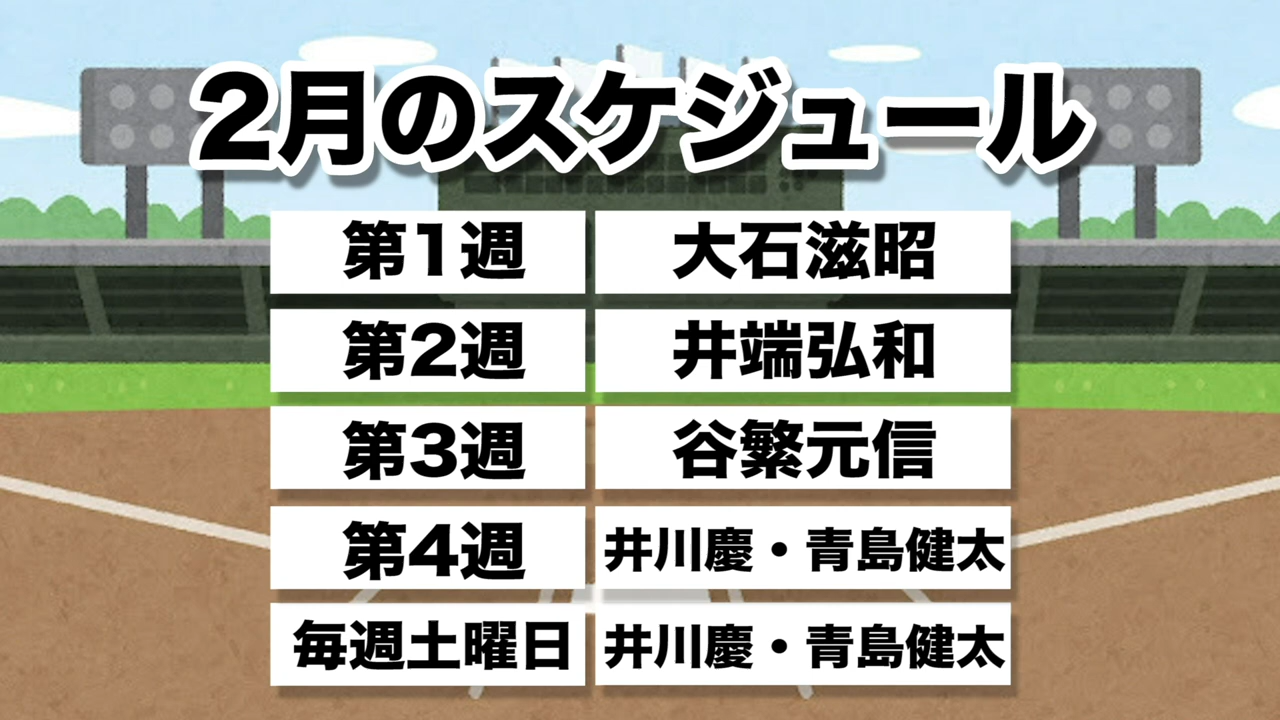 2月のスケジュール
第1週 大石滋昭
第2週 井端弘和
第3週 谷繁元信
第4週 井川慶・青島健太
毎週土曜日 井川慶・青島健太